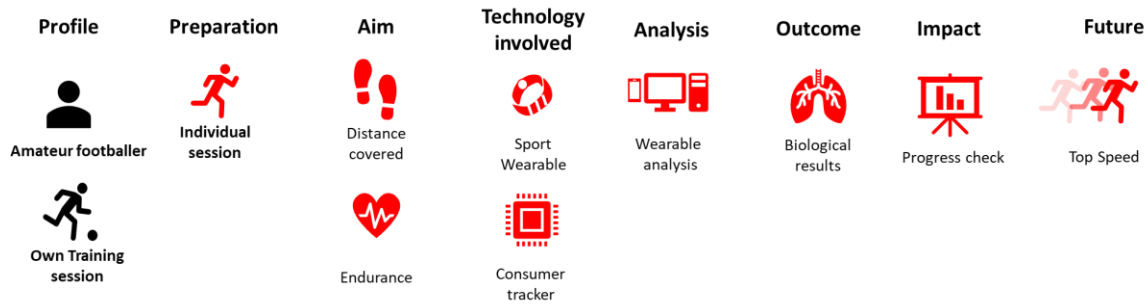 Profile
Preparation
Aim
Technology
involved
Analysis
Outcome
Impact
Future
Amateur footballer
Individual
session
Distance
covered
Sport
Wearable
Wearable
analysis
Biological
results
Progress check
Top Speed
Own Training
session
Endurance
Consumer
tracker